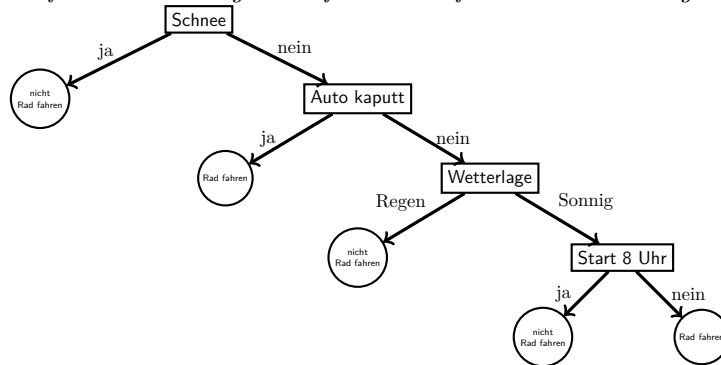 Schnee
ja
nein
nicht
Rad fahren
Auto kaputt
ja
nein
Rad fahren
Wetterlage
Regen
Sonnig
nicht
Rad fahren
Start 8 Uhr
ja
nein
nicht
Rad fahren
Rad fahren